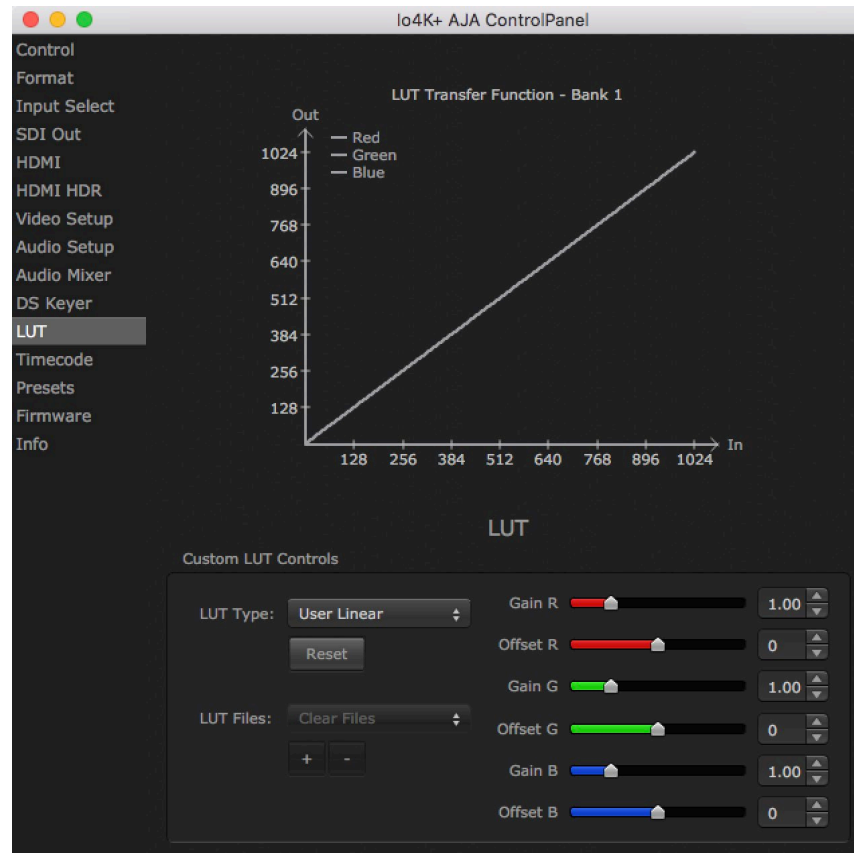 Io4K+ AJA ControlPanel
Control
Format
Input Select
SDI Out
HDMI
HDMI HDR
Video Setup
Audio Setup
Audio Mixer
DS Keyer
LUT
Timecode
Presets
Firmware
Info
LUT Transfer Function - Bank 1
Out
Red
Green
Blue
1024
896
768
640
512
384
256
128
128 256 384 512 640 768 896 1024
In
LUT
Custom LUT Controls
LUT Type: User Linear
Reset
LUT Files: Clear Files
+ -
Gain R 1.00
Offset R 0
Gain G 1.00
Offset G 0
Gain B 1.00
Offset B 0